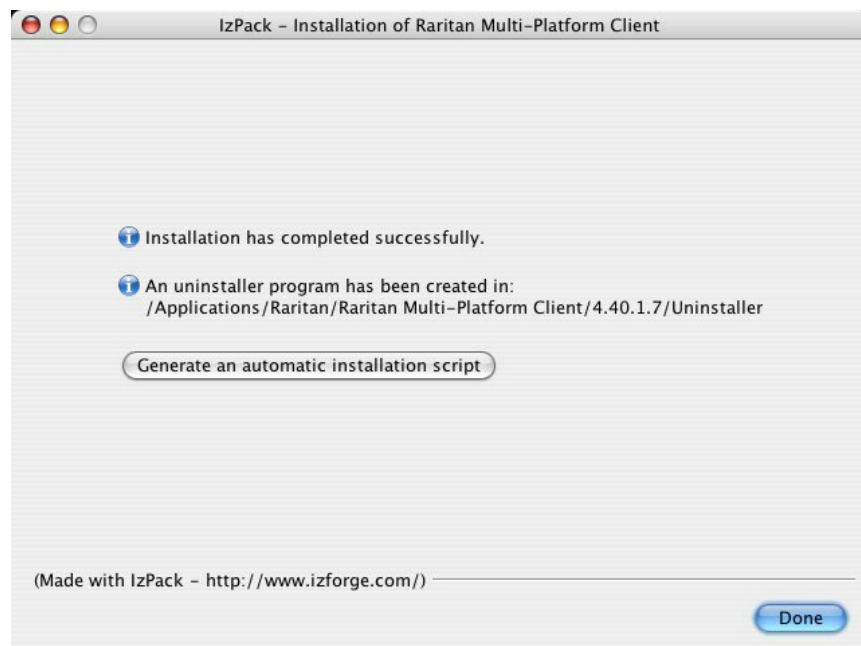 IzPack – Installation of Raritan Multi–Platform Client
Installation has completed successfully.
An uninstaller program has been created in:
/Applications/Raritan/Raritan Multi–Platform Client/4.40.1.7/Uninstaller
Generate an automatic installation script
(Made with IzPack – http://www.izforge.com/)
Done